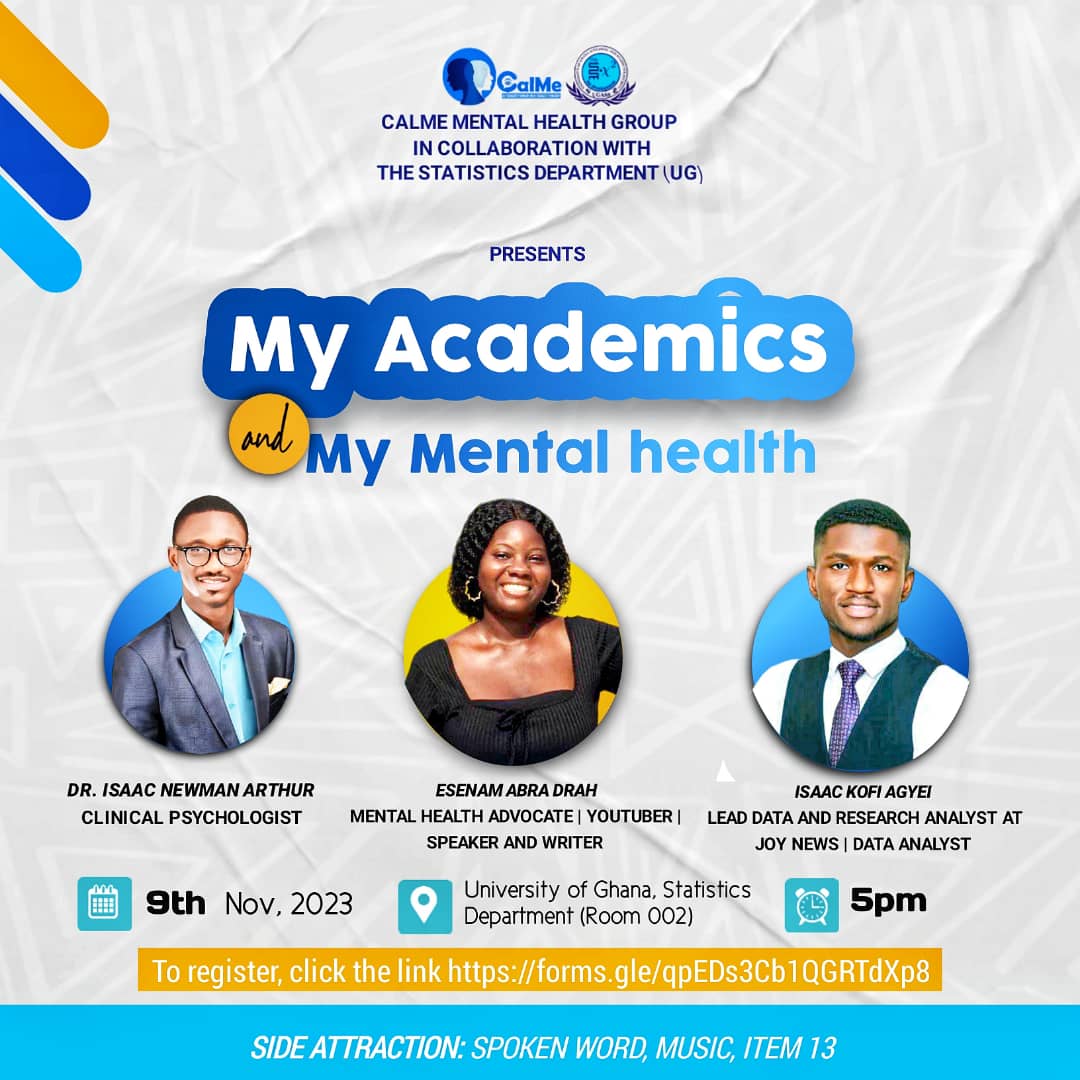 CalMe
CALME MENTAL HEALTH GROUP
IN COLLABORATION WITH
THE STATISTICS DEPARTMENT (UG)
PRESENTS
My Academics
and
My Mental health
DR. ISAAC NEWMAN ARTHUR
CLINICAL PSYCHOLOGIST
ESENAM ABRA DRAH
MENTAL HEALTH ADVOCATE | YOUTUBER |
SPEAKER AND WRITER
ISAAC KOFI AGYEI
LEAD DATA AND RESEARCH ANALYST AT
JOY NEWS | DATA ANALYST
9th Nov, 2023
University of Ghana, Statistics
Department (Room 002)
5pm
To register, click the link https://forms.gle/qpEDs3Cb1QGRTdXp8
SIDE ATTRACTION: SPOKEN WORD, MUSIC, ITEM 13